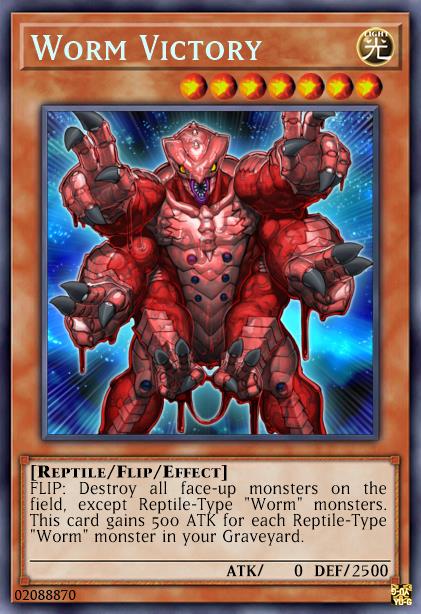 WORM VICTORY
LIGHT
光
[REPTILE/FLIP/EFFECT]
FLIP: Destroy all face-up monsters on the
field, except Reptile-Type "Worm" monsters.
This card gains 500 ATK for each Reptile-Type
"Worm" monster in your Graveyard.
ATK/ 0 DEF/2500
02088870